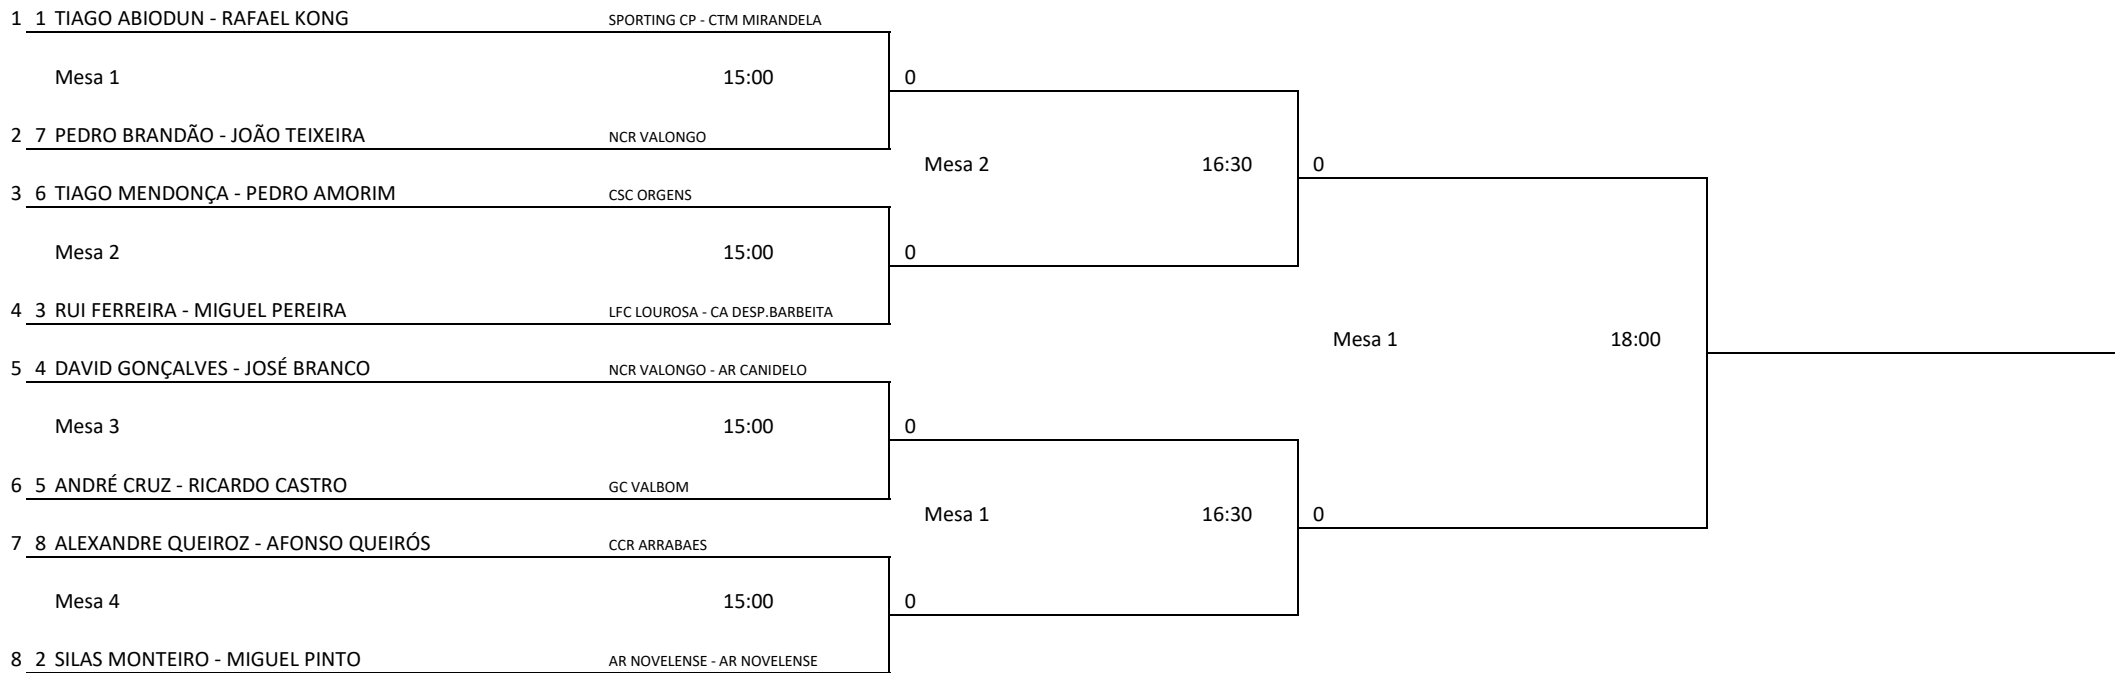 1 1 TIAGO ABIODUN - RAFAEL KONG SPORTING CP - CTM MIRANDELA
Mesa 1 15:00 0
2 7 PEDRO BRANDÃO - JOÃO TEIXEIRA NCR VALONGO
Mesa 2 16:30 0
3 6 TIAGO MENDONÇA - PEDRO AMORIM CSC ORGENS
Mesa 2 15:00 0
4 3 RUI FERREIRA - MIGUEL PEREIRA LFC LOUROSA - CA DESP.BARBEITA
Mesa 1 18:00
5 4 DAVID GONÇALVES - JOSÉ BRANCO NCR VALONGO - AR CANIDELO
Mesa 3 15:00 0
6 5 ANDRÉ CRUZ - RICARDO CASTRO GC VALBOM
Mesa 1 16:30 0
7 8 ALEXANDRE QUEIROZ - AFONSO QUEIRÓS CCR ARRABAES
Mesa 4 15:00 0
8 2 SILAS MONTEIRO - MIGUEL PINTO AR NOVELENSE - AR NOVELENSE